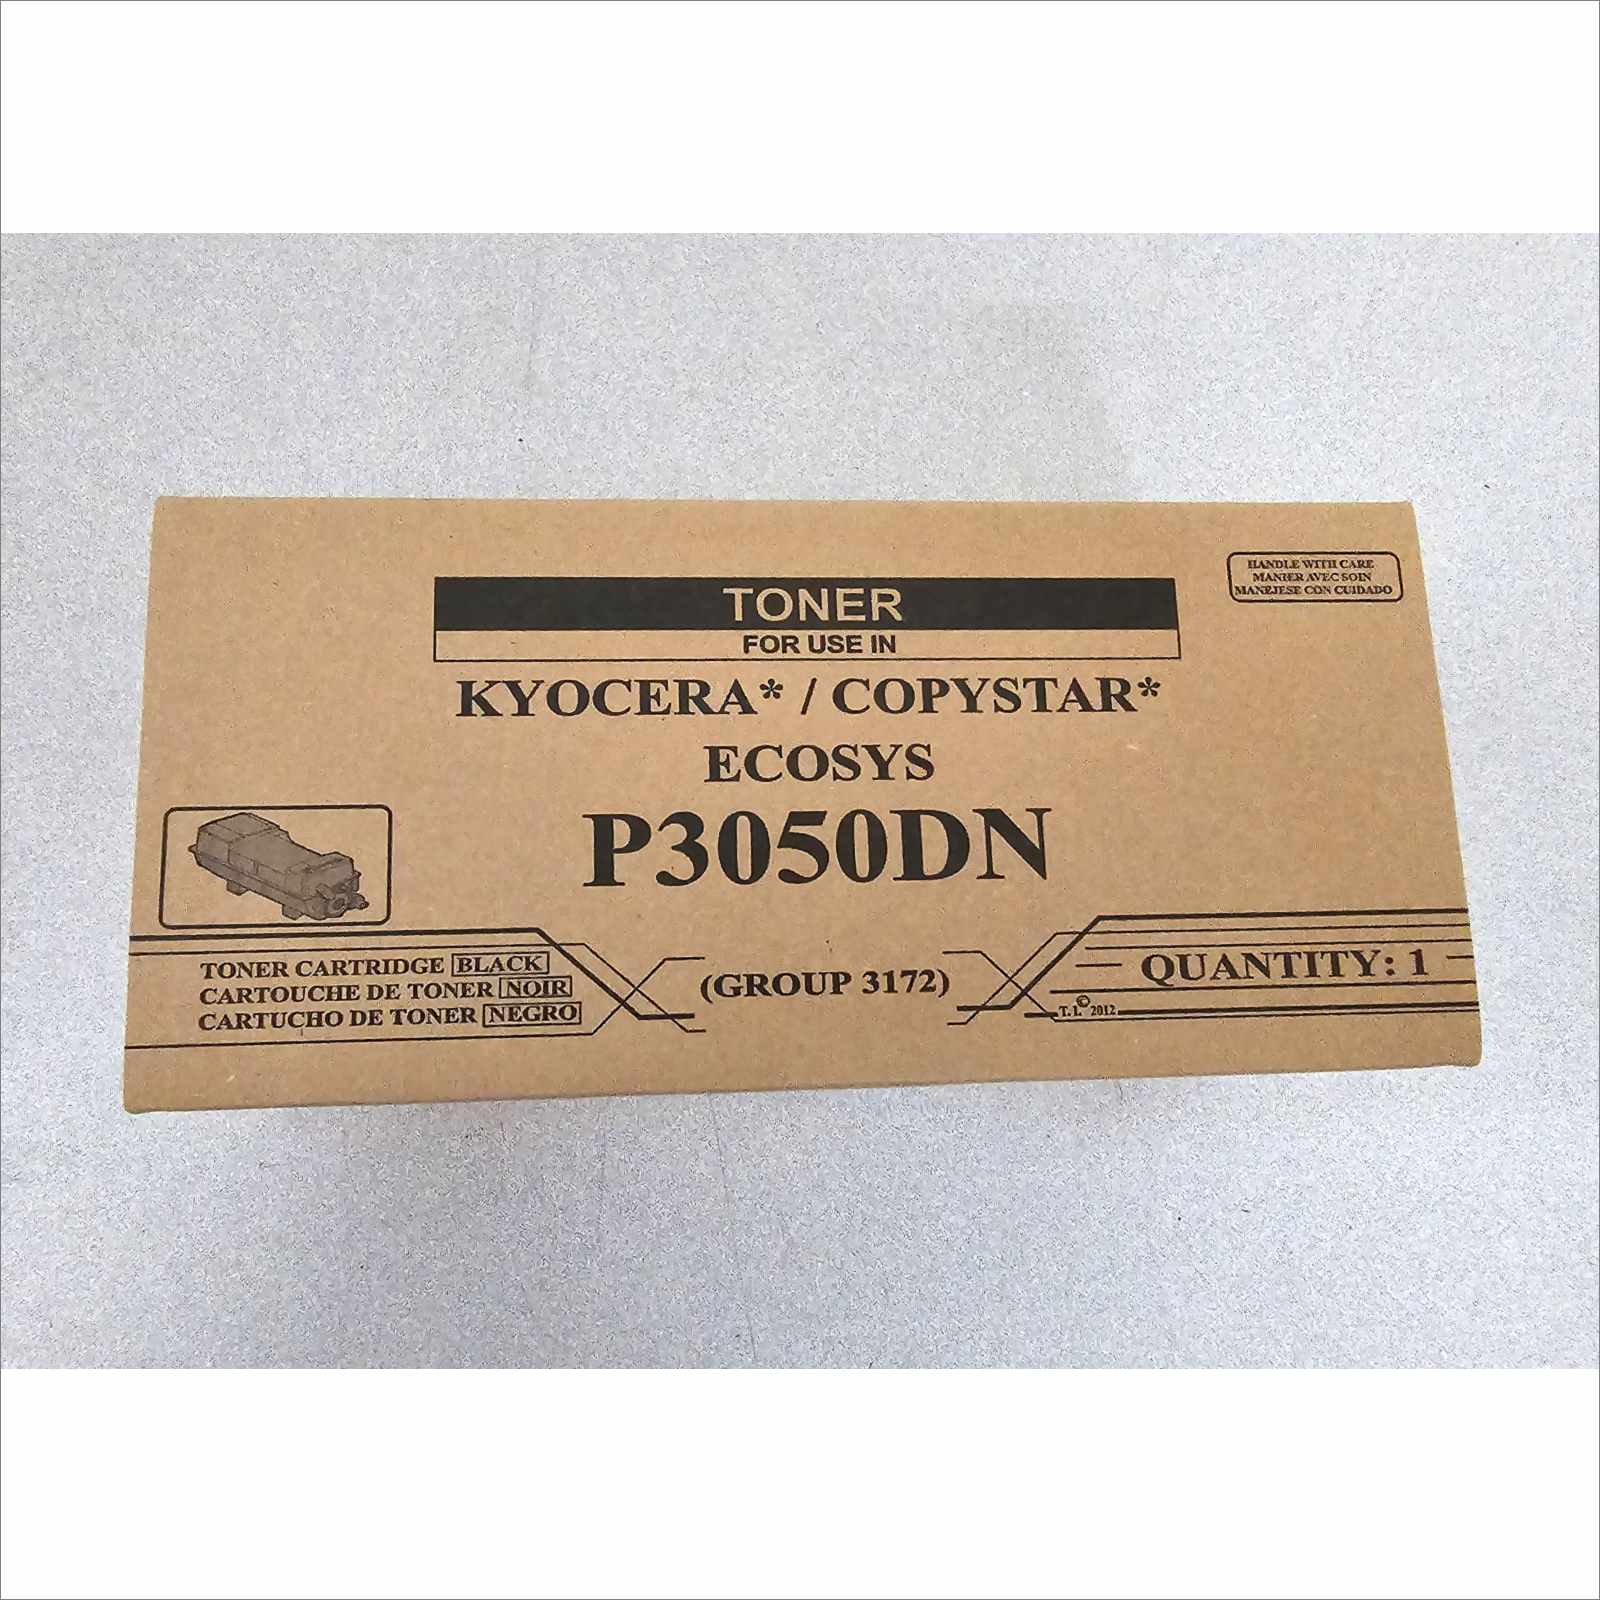 HANDLE WITH CARE
MANIER AVEC SOIN
MANEJESE CON CUIDADO
TONER
FOR USE IN
KYOCERA* / COPYSTAR*
ECOSYS
P3050DN
TONER CARTRIDGE BLACK
CARTOUCHE DE TONER NOIR
CARTUCHO DE TONER NEGRO
(GROUP 3172)
QUANTITY: 1
T.I.© 2012